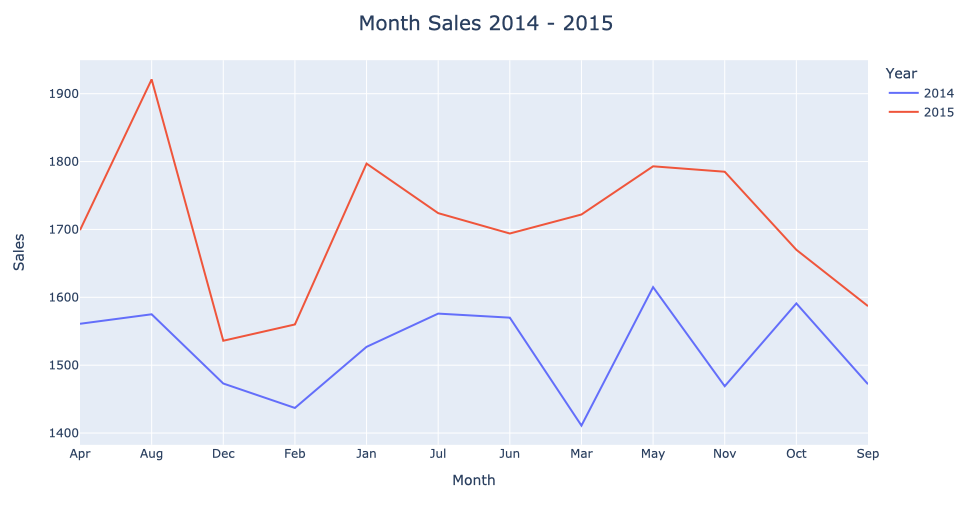 Month Sales 2014 - 2015
Year
2014
2015
1900
1800
1700
1600
1500
1400
Sales
Apr Aug Dec Feb Jan Jul Jun Mar May Nov Oct Sep
Month